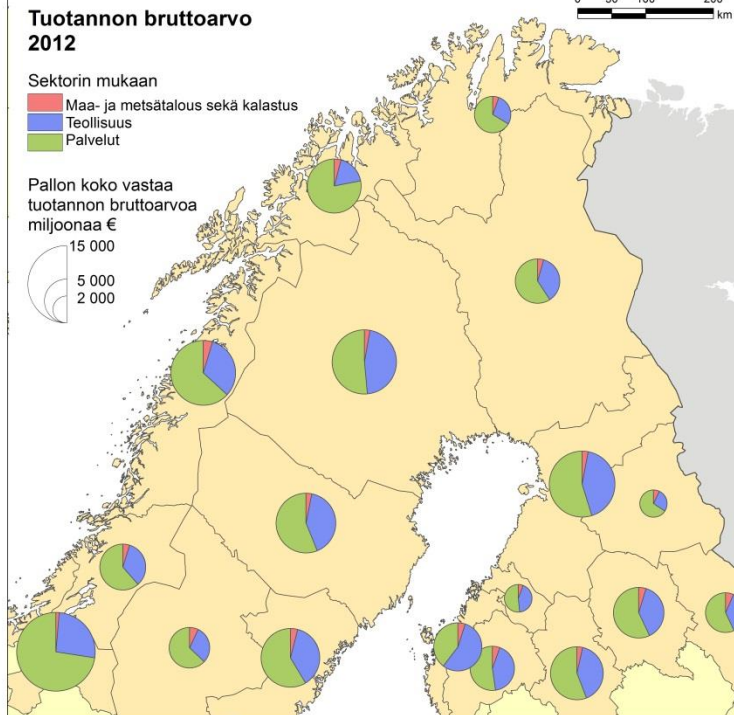 Tuotannon bruttoarvo
2012
Sektorin mukaan
Maa- ja metsätalous sekä kalastus
Teollisuus
Palvelut
Pallon koko vastaa
tuotannon bruttoarvoa
miljoonaa €
15 000
5 000
2 000
km